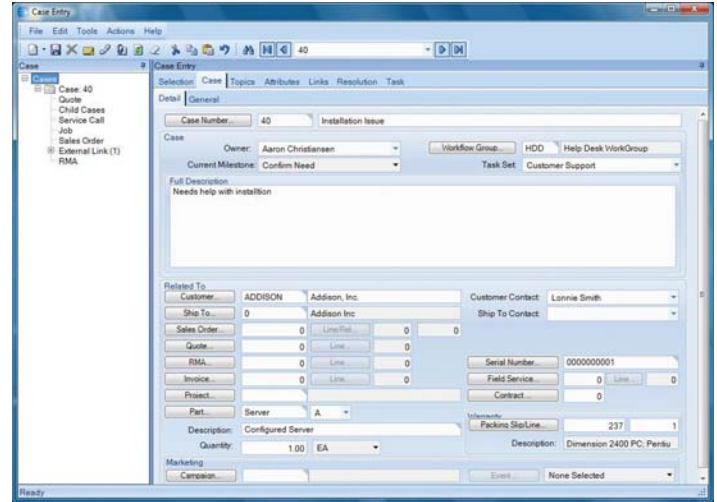 Case Entry
File Edit Tools Actions Help
40
Case
Case Entry
Cases
Case: 40
Quote
Child Cases
Service Call
Job
Sales Order
External Link (1)
RMA
Selection Case Topics Attributes Links Resolution Task
Detail General
Case Number... 40 Installation Issue
Case
Owner: Aaron Christiansen Workflow Group... HDD Help Desk WorkGroup
Current Milestone: Confirm Need Task Set: Customer Support
Full Description
Needs help with installtion
Related To
Customer... ADDISON Addison, Inc. Customer Contact: Lonnie Smith
Ship To... 0 Addison Inc Ship To Contact:
Sales Order... 0 Line/Rel... 0 0
Quote... 0 Line... 0
RMA... 0 Line... 0 Serial Number... 0000000001
Invoice... 0 Line... 0 Field Service... 0 Line... 0
Project... Contract... 0
Part... Server A
Warranty
Packing Slip/Line... 237 1
Description: Configured Server
Description: Dimension 2400 PC; Pentiu
Quantity: 1.00 EA
Marketing
Campaign... Event... None Selected
Ready